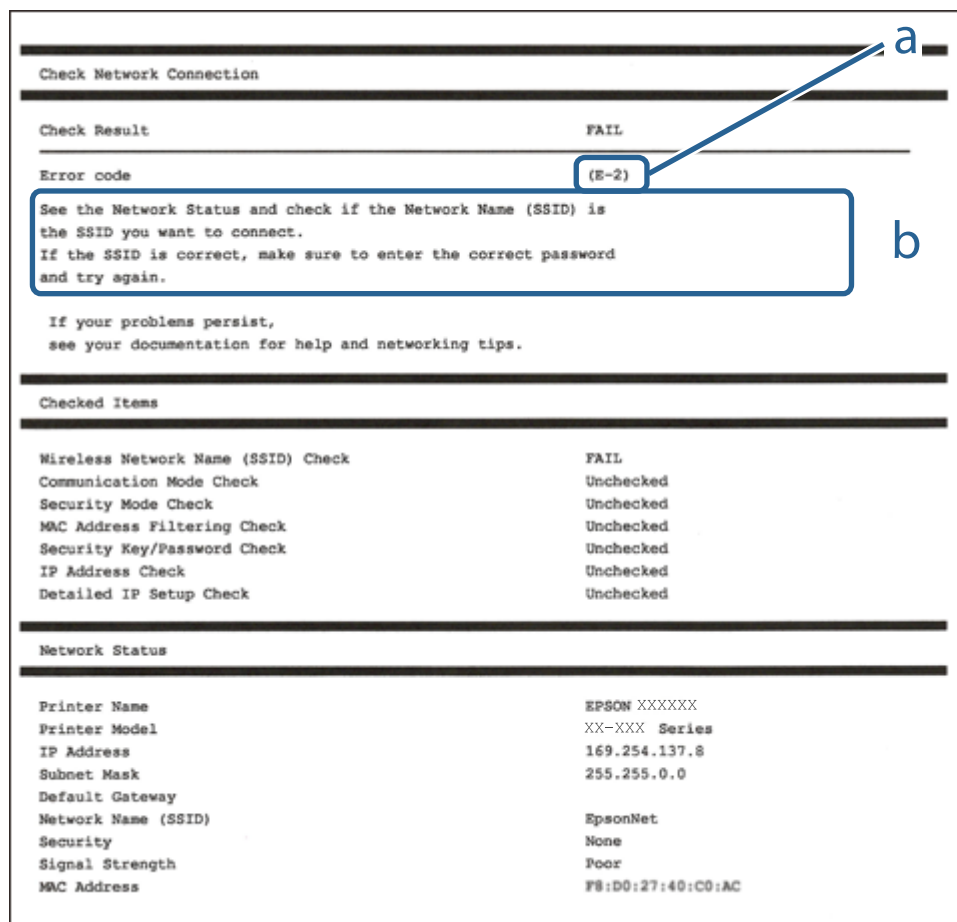 a
Check Network Connection
Check Result FAIL
Error code (E-2)
See the Network Status and check if the Network Name (SSID) is
the SSID you want to connect.
If the SSID is correct, make sure to enter the correct password
and try again.
b
If your problems persist,
see your documentation for help and networking tips.
Checked Items
Wireless Network Name (SSID) Check FAIL
Communication Mode Check Unchecked
Security Mode Check Unchecked
MAC Address Filtering Check Unchecked
Security Key/Password Check Unchecked
IP Address Check Unchecked
Detailed IP Setup Check Unchecked
Network Status
Printer Name EPSON XXXXXX
Printer Model XX-XXX Series
IP Address 169.254.137.8
Subnet Mask 255.255.0.0
Default Gateway
Network Name (SSID) EpsonNet
Security None
Signal Strength Poor
MAC Address F8:D0:27:40:C0:AC